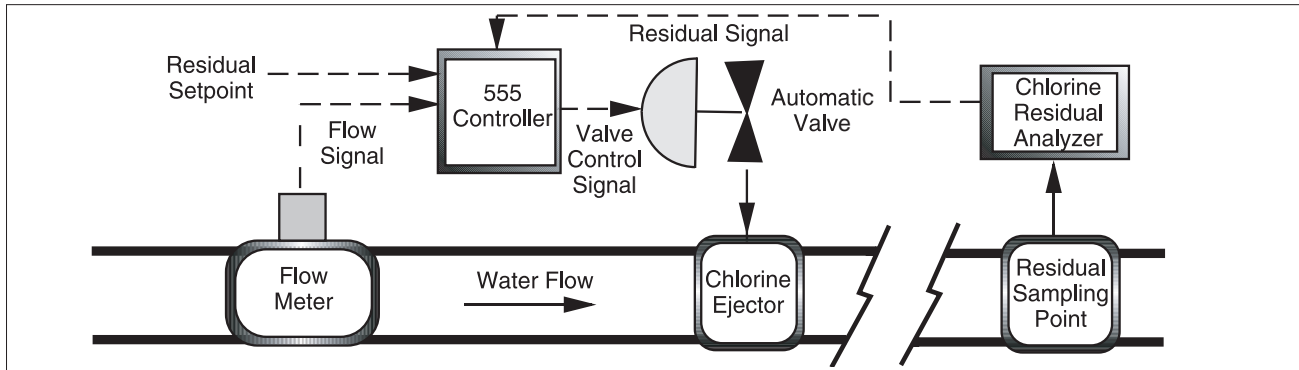 Residual Signal
Residual
Setpoint
555
Controller
Flow
Signal
Valve
Control
Signal
Automatic
Valve
Chlorine
Residual
Analyzer
Flow
Meter
Water Flow
Chlorine
Ejector
Residual
Sampling
Point